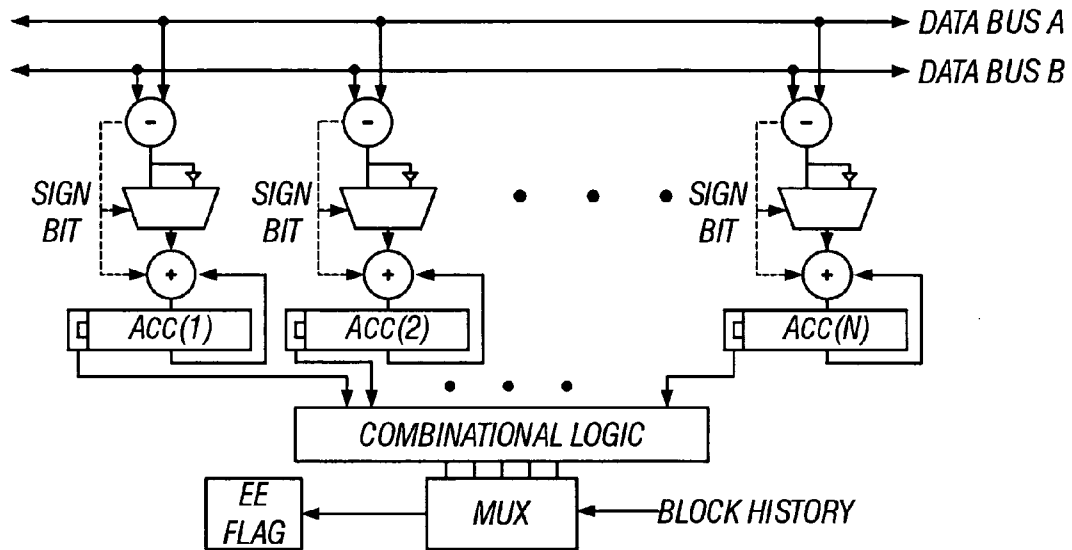 DATA BUS A
DATA BUS B
-
-
-
SIGN
BIT
SIGN
BIT
SIGN
BIT
+
+
+
ACC(1)
ACC(2)
ACC(N)
COMBINATIONAL LOGIC
EE
FLAG
MUX
BLOCK HISTORY